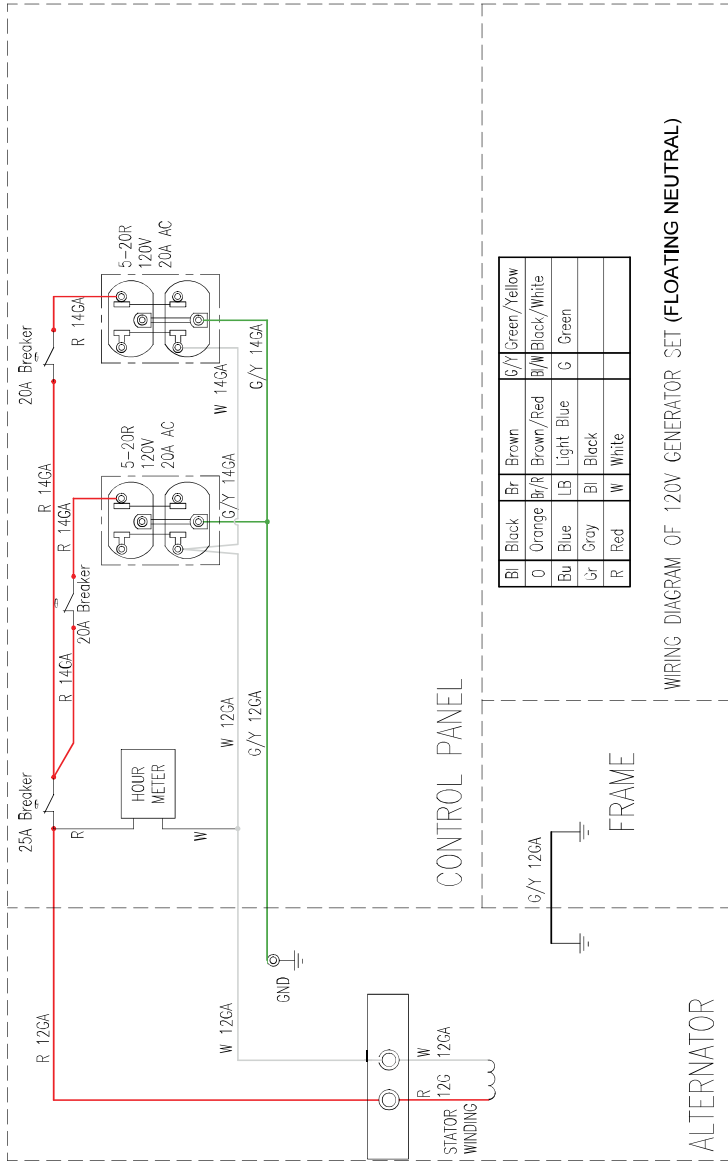 20A Breaker
R 14GA
5-20R
120V
20A AC
R 14GA
W 14GA
G/Y 14GA
R 14GA
5-20R
120V
20A AC
G/Y 14GA
20A Breaker
R 14GA
25A Breaker
HOUR
METER
R
W
W 12GA
G/Y 12GA
CONTROL PANEL
R 12GA
W 12GA
GND
R
12G
W
12GA
STATOR
WINDING
ALTERNATOR
G/Y 12GA
FRAME
Bl Black Br Brown G/Y Green/Yellow
O Orange Br/R Brown/Red Bl/W Black/White
Bu Blue LB Light Blue G Green
Gr Gray Bl Black
R Red W White
WIRING DIAGRAM OF 120V GENERATOR SET (FLOATING NEUTRAL)